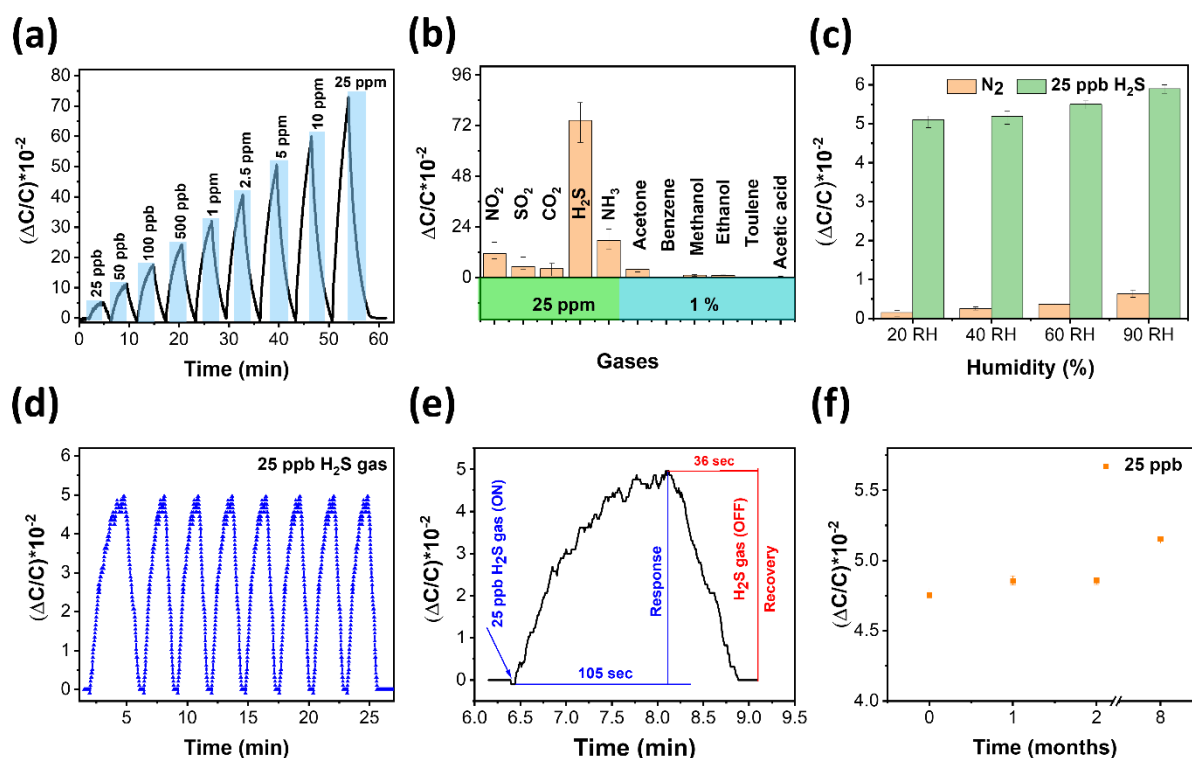 (a)
(ΔC/C)*10-2
80
70
60
50
40
30
20
10
0
25 ppb
50 ppb
100 ppb
500 ppb
1 ppm
2.5 ppm
5 ppm
10 ppm
25 ppm
0 10 20 30 40 50 60
Time (min)
(b)
ΔC/C*10-2
96
72
48
24
0
NO2
SO2
CO2
H2S
NH3
Acetone
Benzene
Methanol
Ethanol
Toulene
Acetic acid
25 ppm
1 %
Gases
(c)
(ΔC/C)*10-2
6
5
4
3
2
1
0
N2
25 ppb H2S
20 RH 40 RH 60 RH 90 RH
Humidity (%)
(d)
(ΔC/C)*10-2
6
5
4
3
2
1
0
25 ppb H2S gas
5 10 15 20 25
Time (min)
(e)
(ΔC/C)*10-2
5
4
3
2
1
0
25 ppb H2S gas (ON)
105 sec
Response
36 sec
H2S gas (OFF)
Recovery
6.0 6.5 7.0 7.5 8.0 8.5 9.0 9.5
Time (min)
(f)
(ΔC/C)*10-2
5.5
5.0
4.5
4.0
25 ppb
0 1 2 8
Time (months)